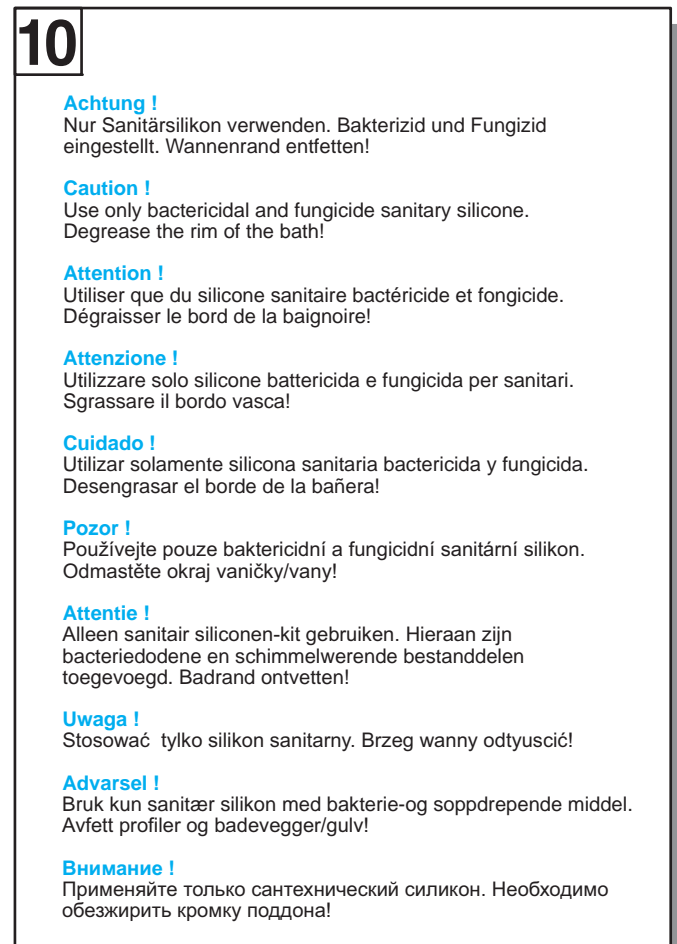 10
Achtung !
Nur Sanitärsilikon verwenden. Bakterizid und Fungizid
eingestellt. Wannenrand entfetten!
Caution !
Use only bactericidal and fungicide sanitary silicone.
Degrease the rim of the bath!
Attention !
Utiliser que du silicone sanitaire bactéricide et fongicide.
Dégraisser le bord de la baignoire!
Attenzione !
Utilizzare solo silicone battericida e fungicida per sanitari.
Sgrassare il bordo vasca!
Cuidado !
Utilizar solamente silicona sanitaria bactericida y fungicida.
Desengrasar el borde de la bañera!
Pozor !
Používejte pouze baktericidní a fungicidní sanitární silikon.
Odmastěte okraj vaničky/vany!
Attentie !
Alleen sanitair siliconen-kit gebruiken. Hieraan zijn
bacteriedodene en schimmelwerende bestanddelen
toegevoegd. Badrand ontvetten!
Uwaga !
Stosować  tylko silikon sanitarny. Brzeg wanny odtyuscić!
Advarsel !
Bruk kun sanitær silikon med bakterie-og soppdrepende middel.
Avfett profiler og badevegger/gulv!
Внимание !
Применяйте только сантехнический силикон. Необходимо
обезжирить кромку поддона!